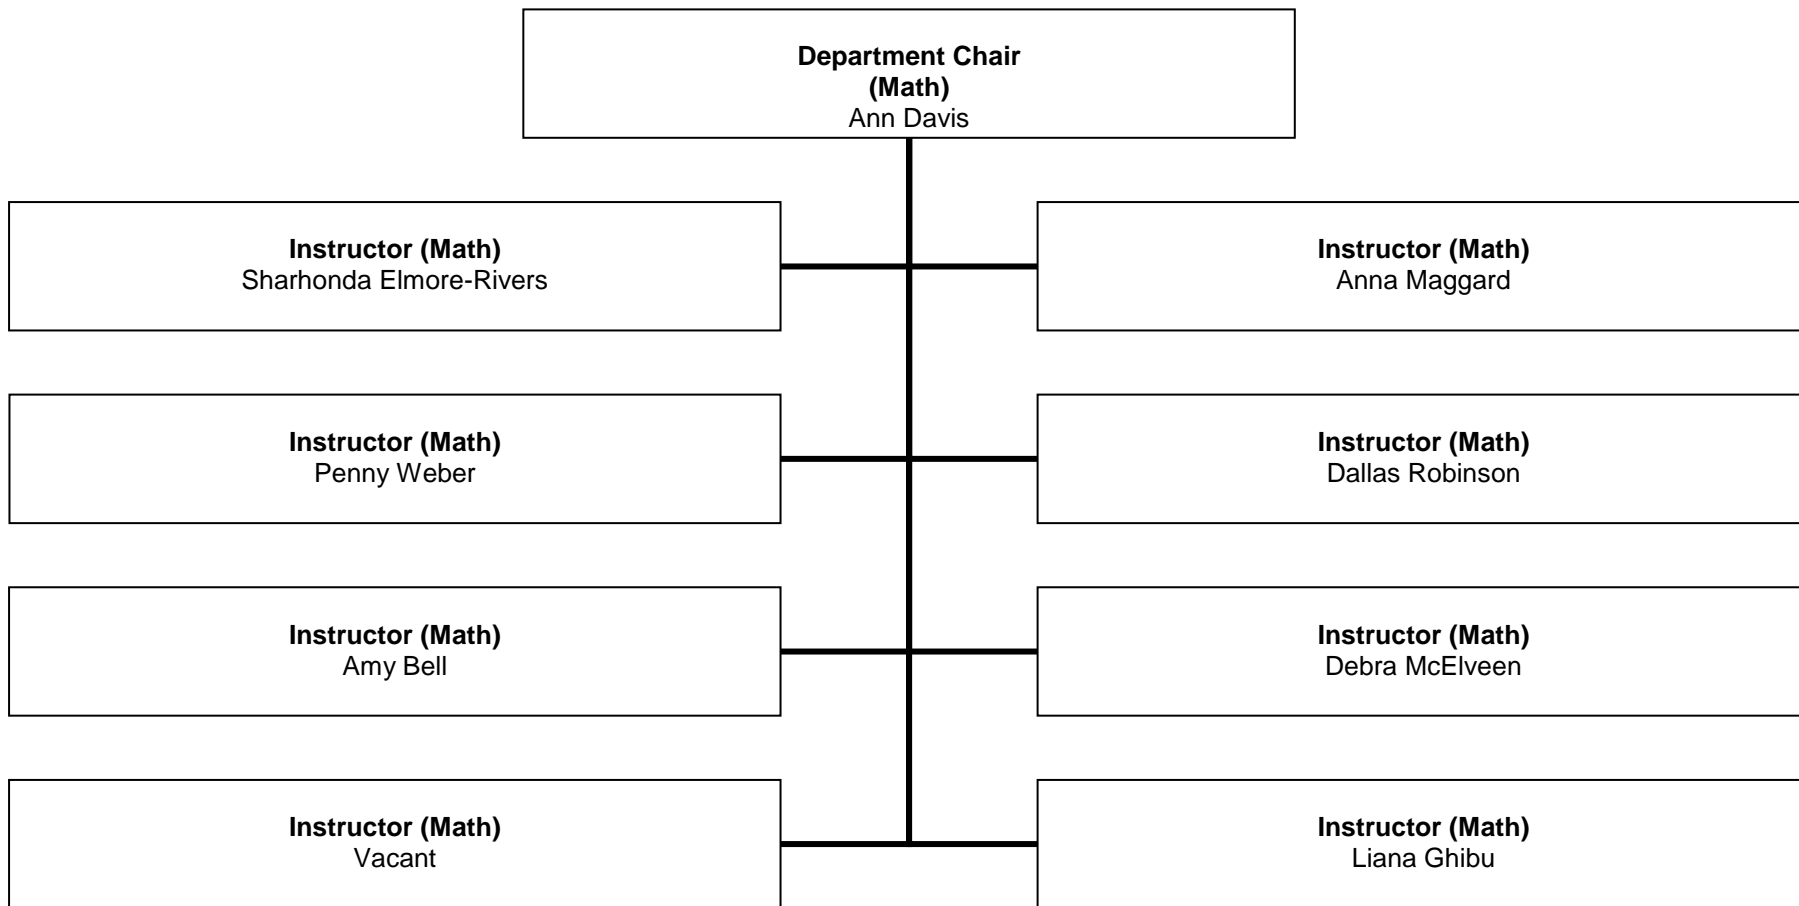 Department Chair
(Math)
Ann Davis
Instructor (Math)
Sharhonda Elmore-Rivers
Instructor (Math)
Anna Maggard
Instructor (Math)
Penny Weber
Instructor (Math)
Dallas Robinson
Instructor (Math)
Amy Bell
Instructor (Math)
Debra McElveen
Instructor (Math)
Vacant
Instructor (Math)
Liana Ghibu